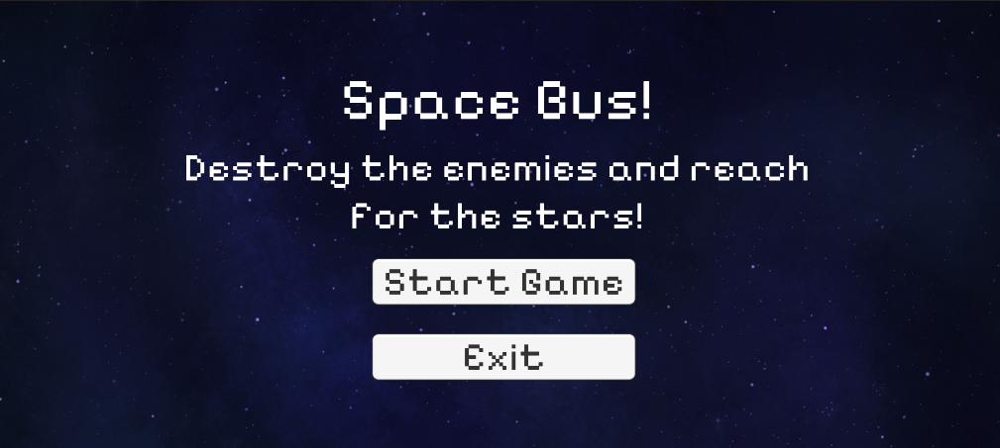 Space Bus!
Destroy the enemies and reach
for the stars!
Start Game
Exit